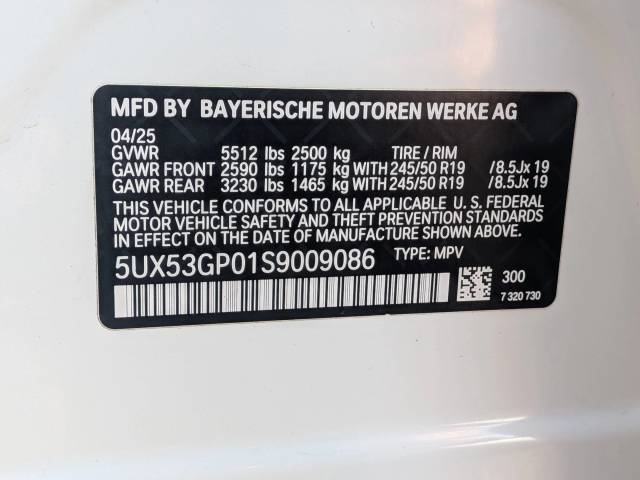 MFD BY BAYERISCHE MOTOREN WERKE AG
04/25
GVWR 5512 lbs 2500 kg TIRE / RIM
GAWR FRONT 2590 lbs 1175 kg WITH 245/50 R19 /8.5Jx 19
GAWR REAR 3230 lbs 1465 kg WITH 245/50 R19 /8.5Jx 19
THIS VEHICLE CONFORMS TO ALL APPLICABLE U. S. FEDERAL
MOTOR VEHICLE SAFETY AND THEFT PREVENTION STANDARDS
IN EFFECT ON THE DATE OF MANUFACTURE SHOWN ABOVE.
5UX53GP01S9009086 TYPE: MPV
300
7 320 730